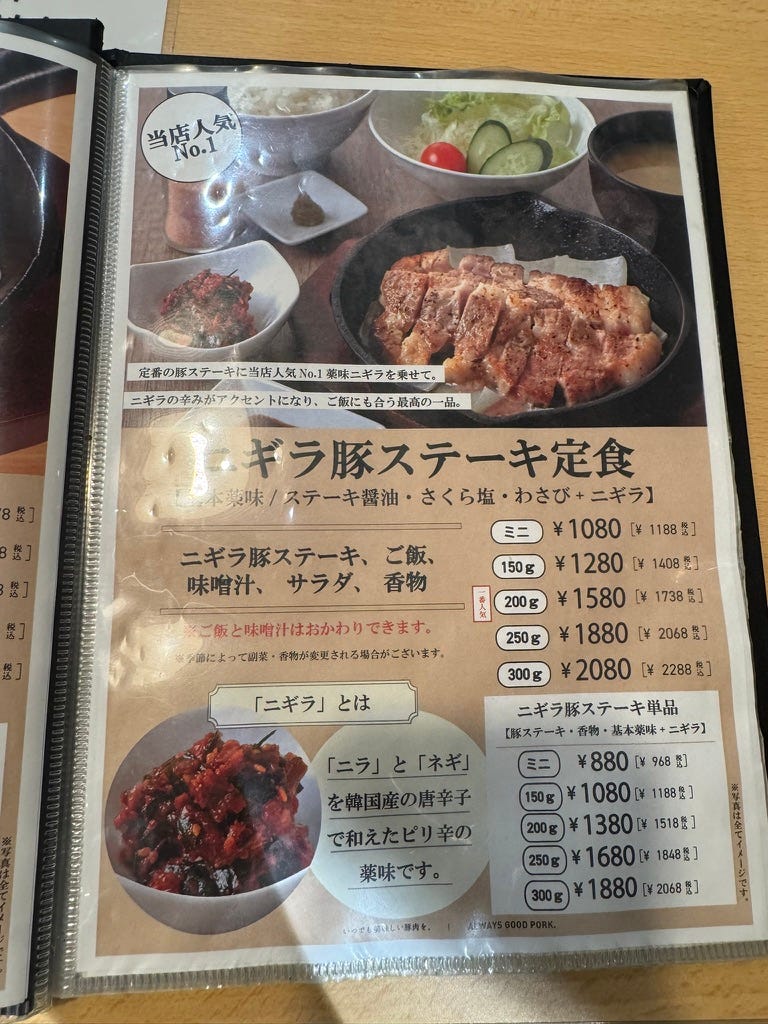 当店人気
No.1
定番の豚ステーキに当店人気No.1薬味ニギラを乗せて。
ニギラの辛みがアクセントになり、ご飯にも合う最高の一品。
ニギラ豚ステーキ定食
【基本薬味 / ステーキ醤油・さくら塩・わさび + ニギラ】
ニギラ豚ステーキ、ご飯、
味噌汁、サラダ、香物
※ご飯と味噌汁はおかわりできます。
※季節によって副菜・香物が変更される場合がございます。
ミニ ¥1080 [¥ 1188 税込]
150g ¥1280 [¥ 1408 税込]
一番人気 200g ¥1580 [¥ 1738 税込]
250g ¥1880 [¥ 2068 税込]
300g ¥2080 [¥ 2288 税込]
「ニギラ」とは
「ニラ」と「ネギ」
を韓国産の唐辛子
で和えたピリ辛の
薬味です。
ニギラ豚ステーキ単品
【豚ステーキ・香物・基本薬味 + ニギラ】
ミニ ¥880 [¥ 968 税込]
150g ¥1080 [¥ 1188 税込]
200g ¥1380 [¥ 1518 税込]
250g ¥1680 [¥ 1848 税込]
300g ¥1880 [¥ 2068 税込]
※写真は全てイメージです。
いつでも美味しい豚肉を。 | ALWAYS GOOD PORK.
8 税込]
8 税込]
税込]
税込]
税込]
※写真は全てイメージです。